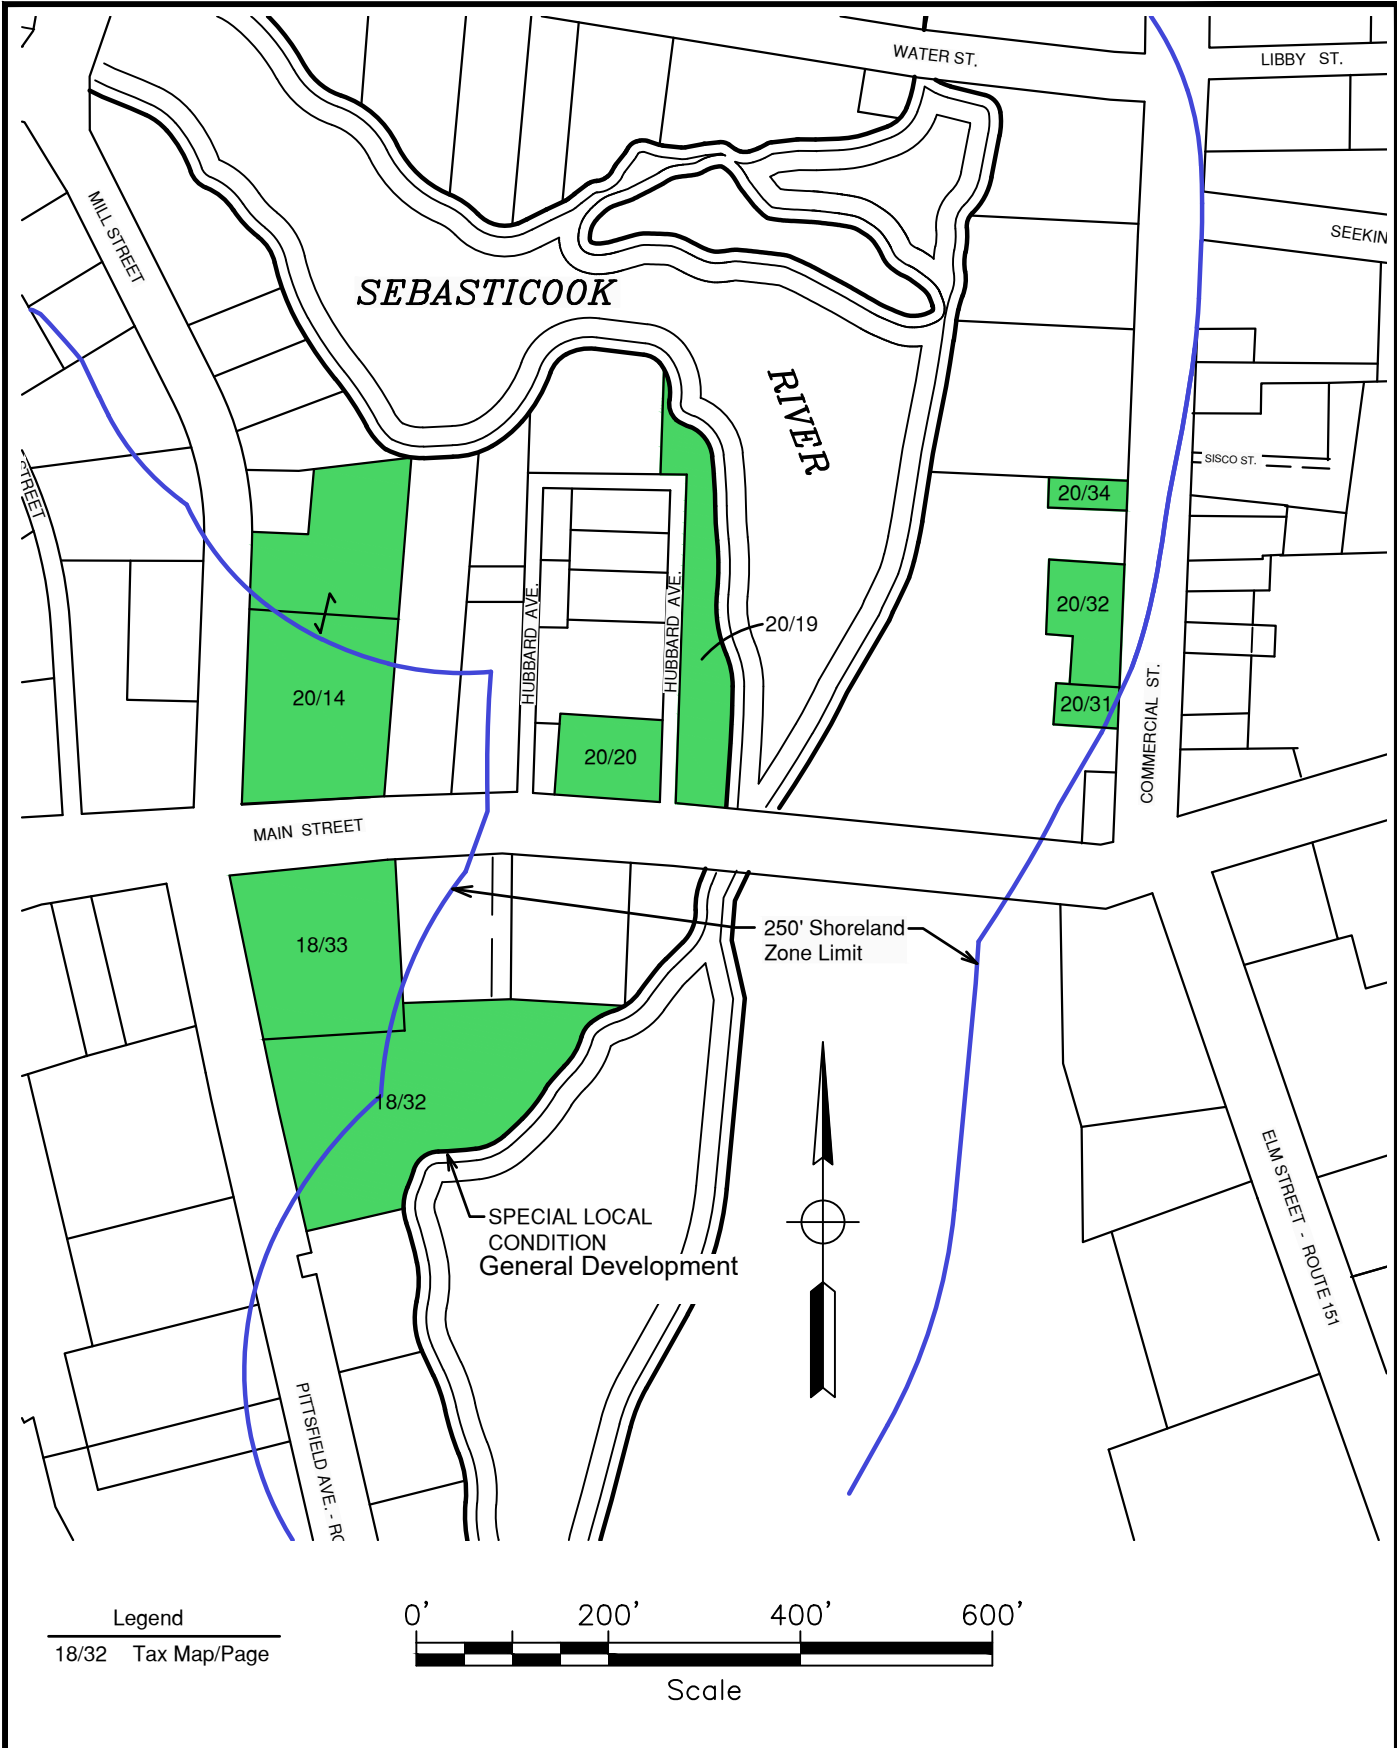 WATER ST.
LIBBY ST.
MILL STREET
SEEKIN
SEBASTICOOK
RIVER
SISCO ST.
STREET
20/34
20/32
HUBBARD AVE.
HUBBARD AVE.
20/19
20/14
20/31
COMMERCIAL ST.
20/20
MAIN STREET
18/33
250' Shoreland
Zone Limit
18/32
SPECIAL LOCAL
CONDITION
General Development
ELM STREET - ROUTE 151
PITTSFIELD AVE. - RO
Legend
18/32 Tax Map/Page
0' 200' 400' 600'
Scale